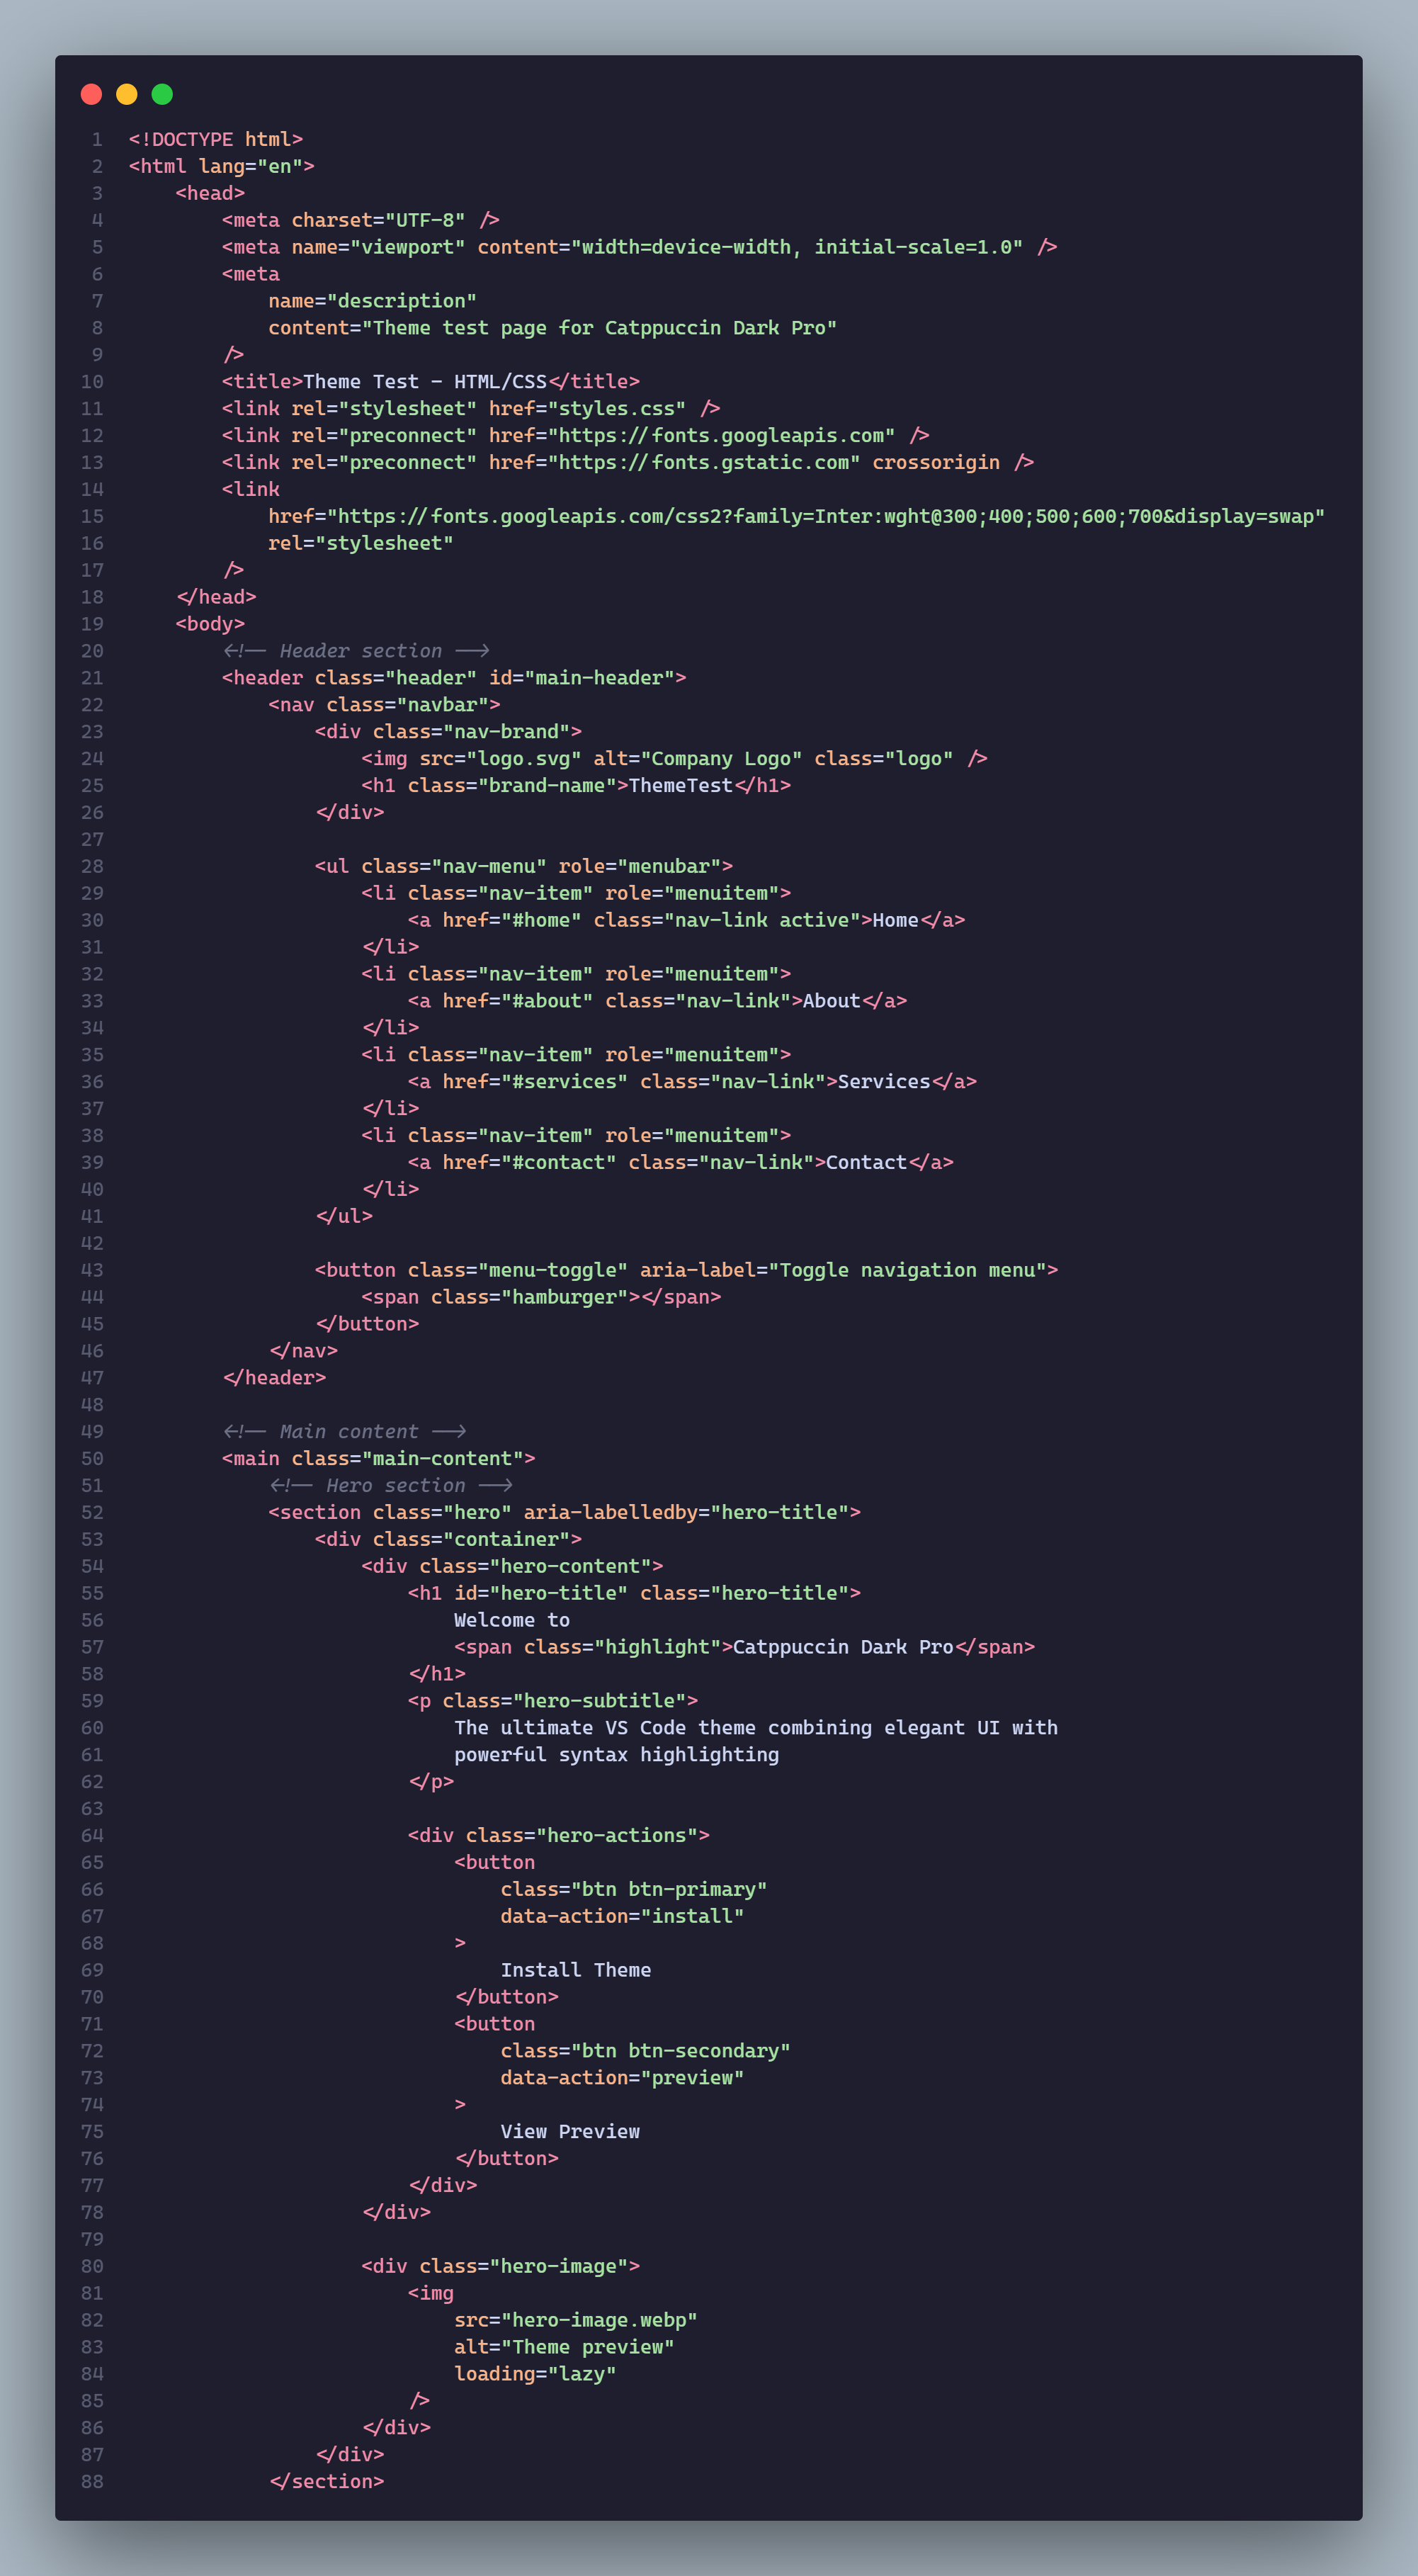 1 <!DOCTYPE html>
2 <html lang="en">
3     <head>
4         <meta charset="UTF-8" />
5         <meta name="viewport" content="width=device-width, initial-scale=1.0" />
6         <meta
7             name="description"
8             content="Theme test page for Catppuccin Dark Pro"
9         />
10         <title>Theme Test - HTML/CSS</title>
11         <link rel="stylesheet" href="styles.css" />
12         <link rel="preconnect" href="https://fonts.googleapis.com" />
13         <link rel="preconnect" href="https://fonts.gstatic.com" crossorigin />
14         <link
15             href="https://fonts.googleapis.com/css2?family=Inter:wght@300;400;500;600;700&display=swap"
16             rel="stylesheet"
17         />
18     </head>
19     <body>
20         <!-- Header section -->
21         <header class="header" id="main-header">
22             <nav class="navbar">
23                 <div class="nav-brand">
24                     <img src="logo.svg" alt="Company Logo" class="logo" />
25                     <h1 class="brand-name">ThemeTest</h1>
26                 </div>
27
28                 <ul class="nav-menu" role="menubar">
29                     <li class="nav-item" role="menuitem">
30                         <a href="#home" class="nav-link active">Home</a>
31                     </li>
32                     <li class="nav-item" role="menuitem">
33                         <a href="#about" class="nav-link">About</a>
34                     </li>
35                     <li class="nav-item" role="menuitem">
36                         <a href="#services" class="nav-link">Services</a>
37                     </li>
38                     <li class="nav-item" role="menuitem">
39                         <a href="#contact" class="nav-link">Contact</a>
40                     </li>
41                 </ul>
42
43                 <button class="menu-toggle" aria-label="Toggle navigation menu">
44                     <span class="hamburger"></span>
45                 </button>
46             </nav>
47         </header>
48
49         <!-- Main content -->
50         <main class="main-content">
51             <!-- Hero section -->
52             <section class="hero" aria-labelledby="hero-title">
53                 <div class="container">
54                     <div class="hero-content">
55                         <h1 id="hero-title" class="hero-title">
56                             Welcome to
57                             <span class="highlight">Catppuccin Dark Pro</span>
58                         </h1>
59                         <p class="hero-subtitle">
60                             The ultimate VS Code theme combining elegant UI with
61                             powerful syntax highlighting
62                         </p>
63
64                         <div class="hero-actions">
65                             <button
66                                 class="btn btn-primary"
67                                 data-action="install"
68                             >
69                                 Install Theme
70                             </button>
71                             <button
72                                 class="btn btn-secondary"
73                                 data-action="preview"
74                             >
75                                 View Preview
76                             </button>
77                         </div>
78                     </div>
79
80                     <div class="hero-image">
81                         <img
82                             src="hero-image.webp"
83                             alt="Theme preview"
84                             loading="lazy"
85                         />
86                     </div>
87                 </div>
88             </section>